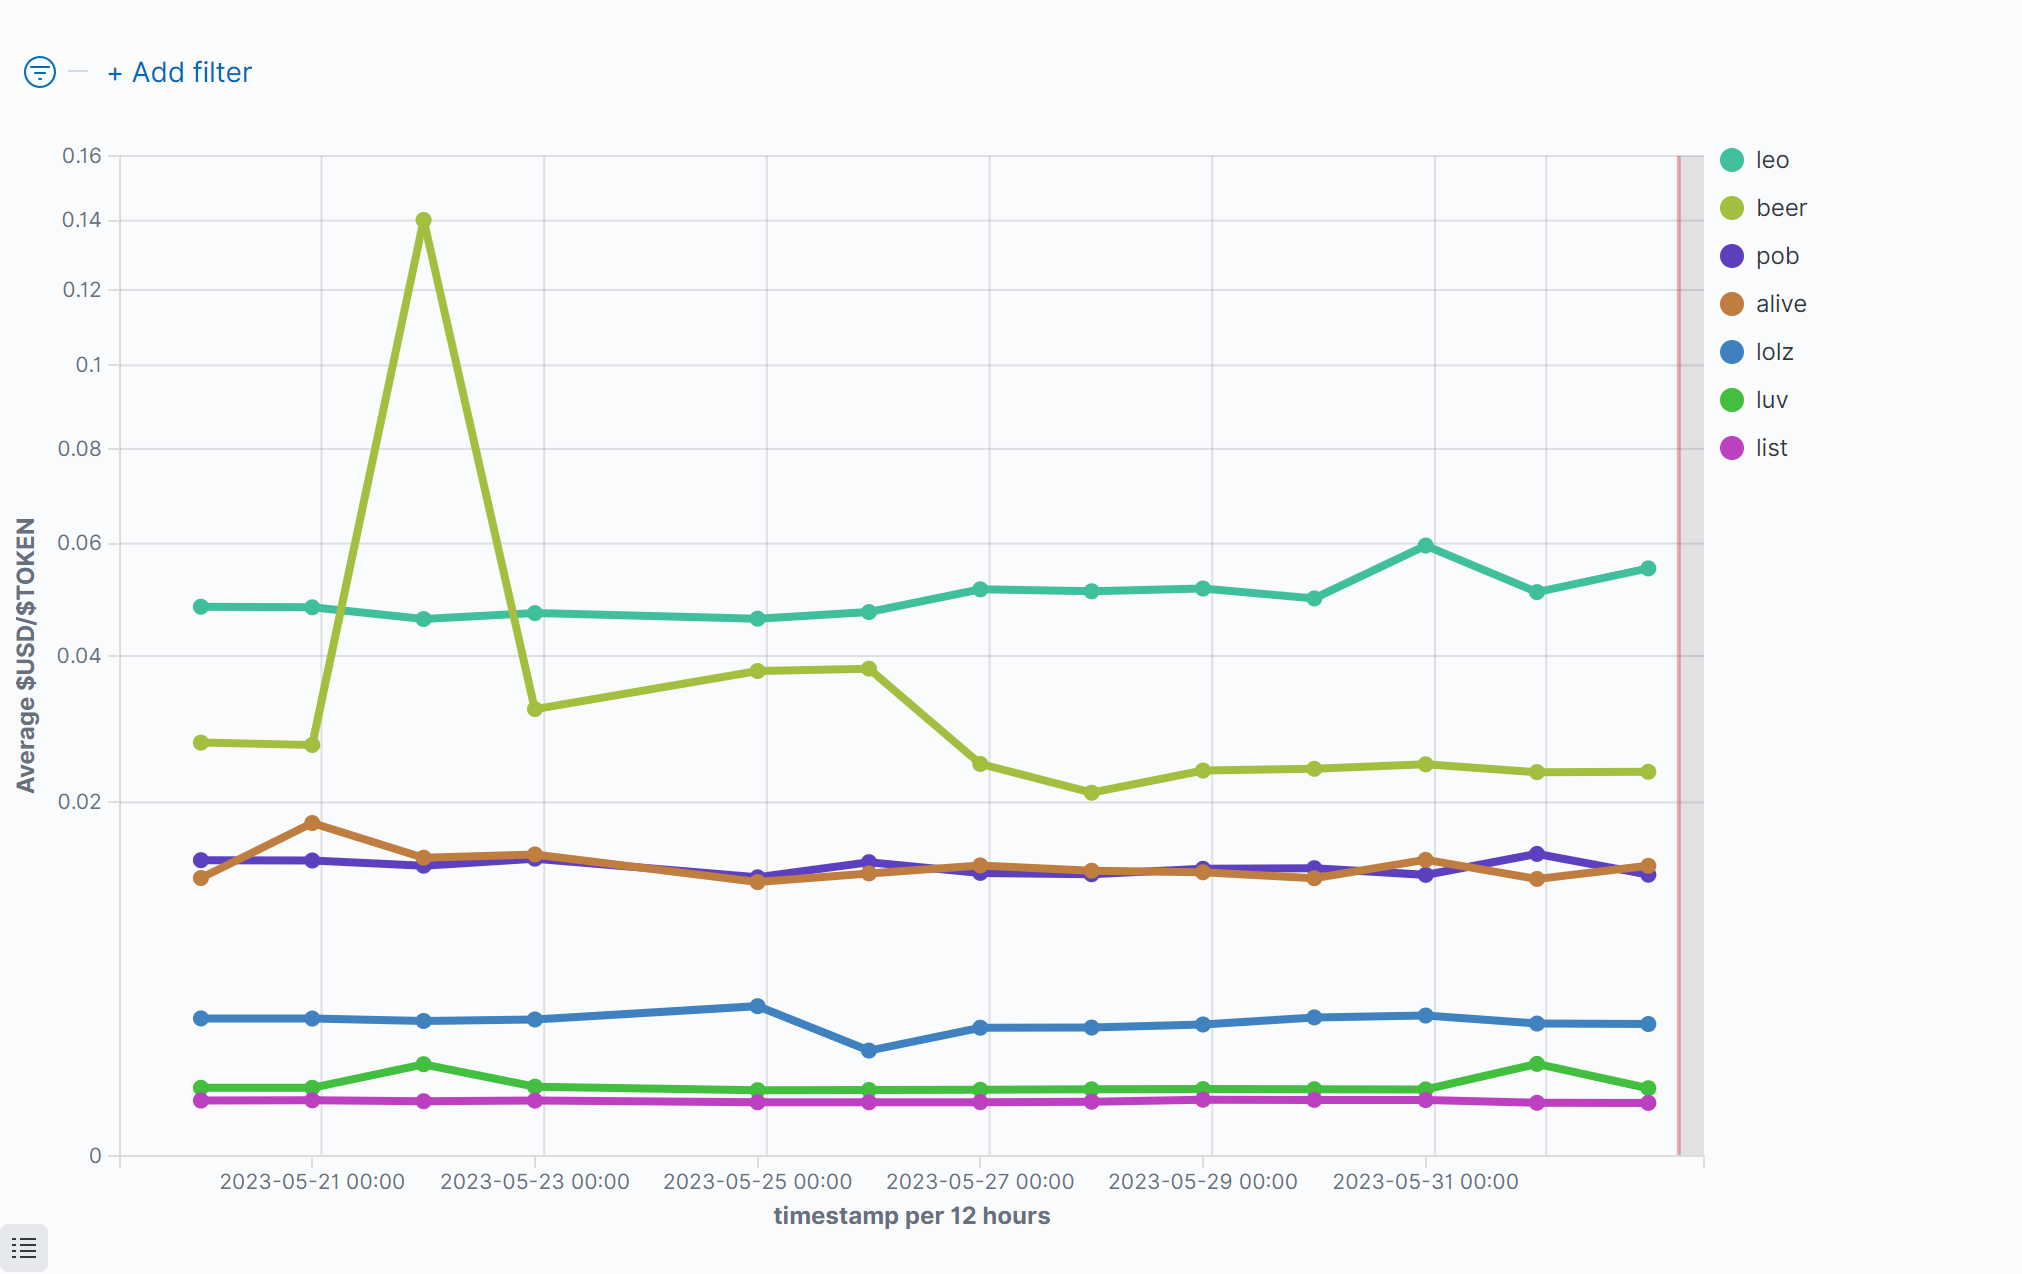 + Add filter
0.16
0.14
0.12
0.1
0.08
0.06
0.04
0.02
0
Average $USD/$TOKEN
2023-05-21 00:00 2023-05-23 00:00 2023-05-25 00:00 2023-05-27 00:00 2023-05-29 00:00 2023-05-31 00:00
timestamp per 12 hours
leo
beer
pob
alive
lolz
luv
list